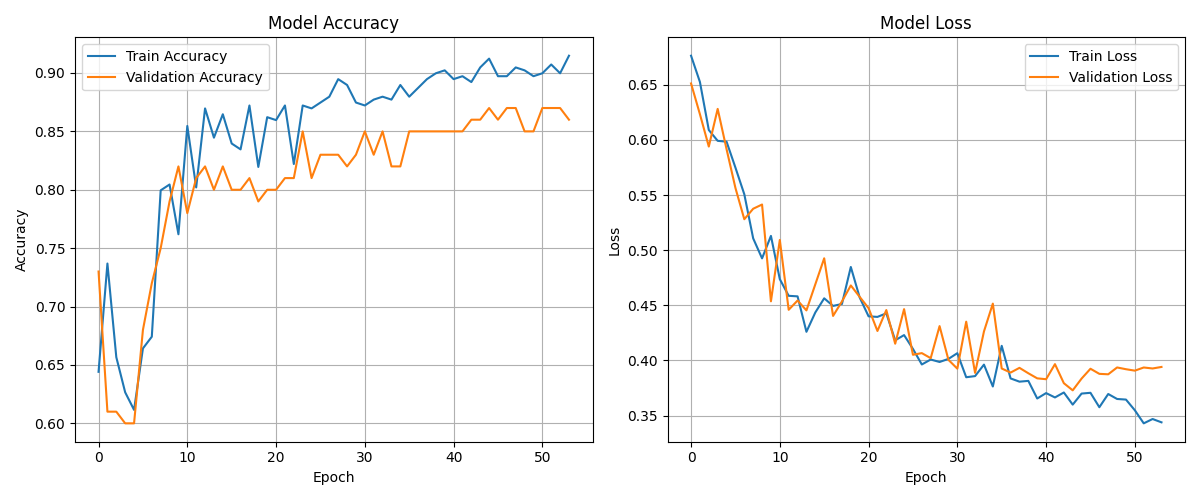 Model Accuracy
Train Accuracy
Validation Accuracy
0.90
0.85
0.80
0.75
0.70
0.65
0.60
Accuracy
0 10 20 30 40 50
Epoch
Model Loss
Train Loss
Validation Loss
0.65
0.60
0.55
0.50
0.45
0.40
0.35
Loss
0 10 20 30 40 50
Epoch